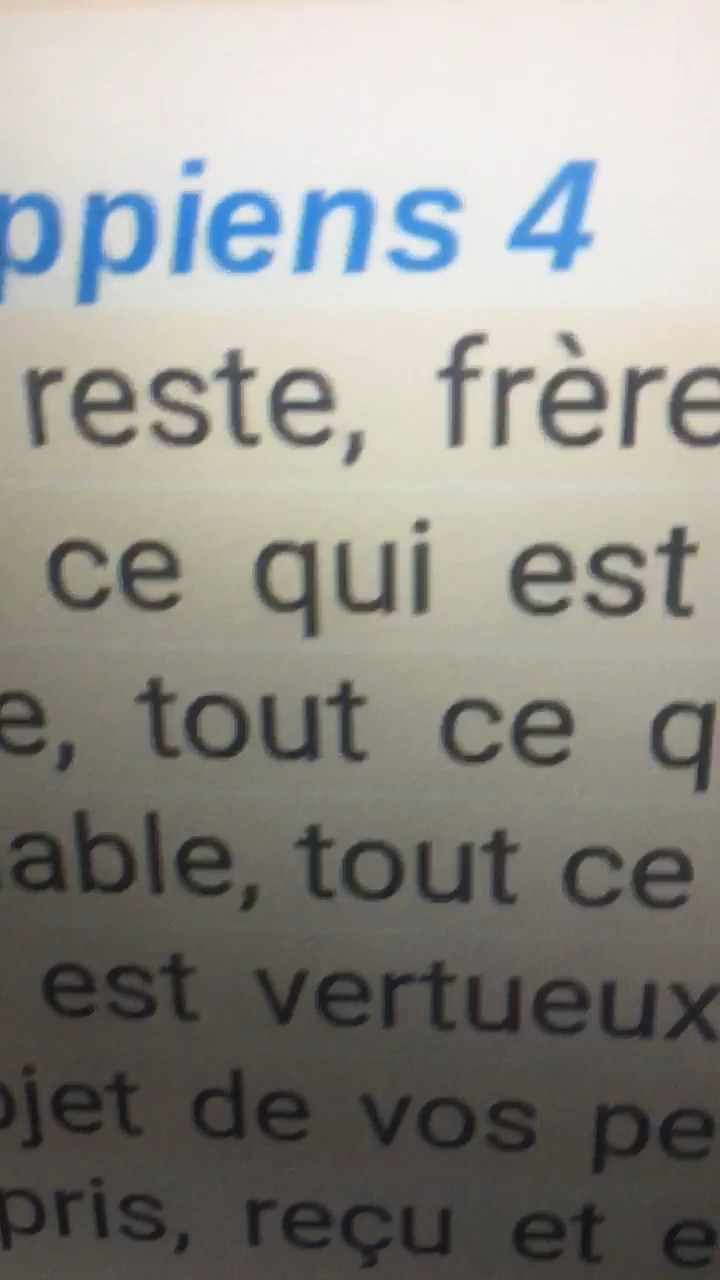 ppiens 4
reste, frère
ce qui est
e, tout ce q
able, tout ce
est vertueux
jet de vos pe
pris, reçu et e